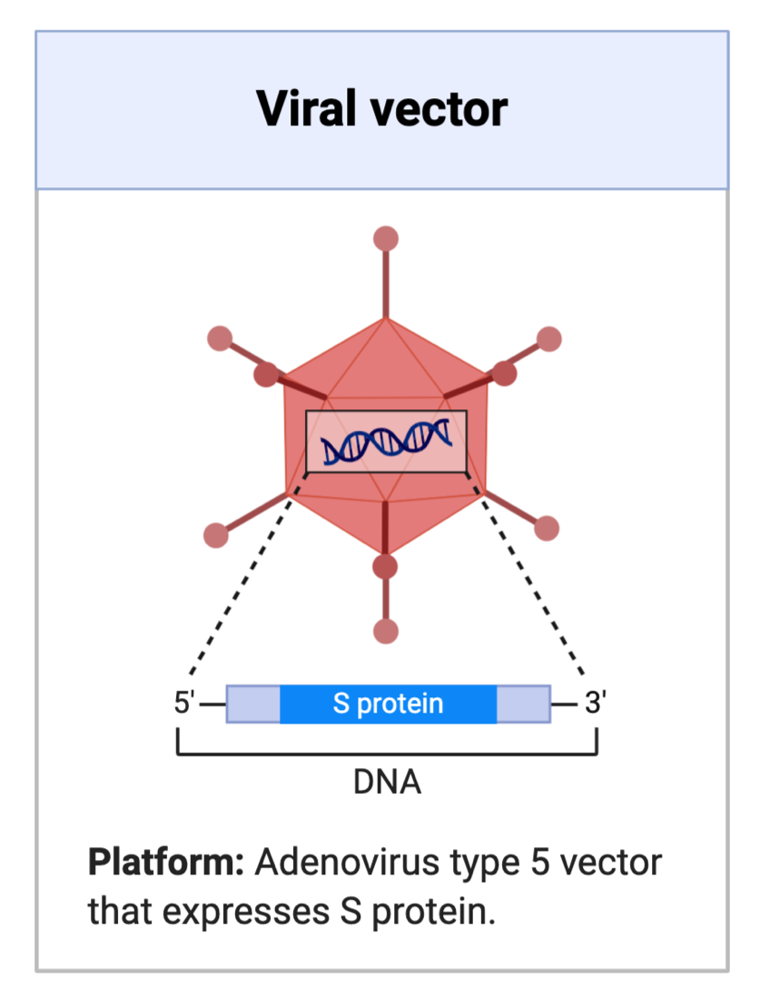 Viral vector
5' S protein 3'
DNA
Platform: Adenovirus type 5 vector
that expresses S protein.